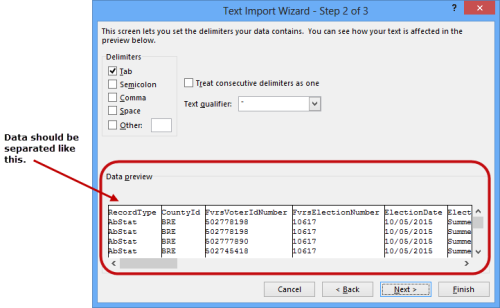 Text Import Wizard - Step 2 of 3
? ×
This screen lets you set the delimiters your data contains. You can see how your text is affected in the
preview below.
Delimiters
Tab
Semicolon
Comma
Space
Other:
Treat consecutive delimiters as one
Text qualifier: "
Data should be
separated like
this.
Data preview
RecordType CountyId FvrsVoterIdNumber FvrsElectionNumber ElectionDate Elect
AbStat BRE 502778198 10617 10/05/2015 Summe
AbStat BRE 502778198 10617 10/05/2015 Summe
AbStat BRE 502777890 10617 10/05/2015 Summe
AbStat BRE 502745418 10617 10/05/2015 Summe
Cancel < Back Next > Finish